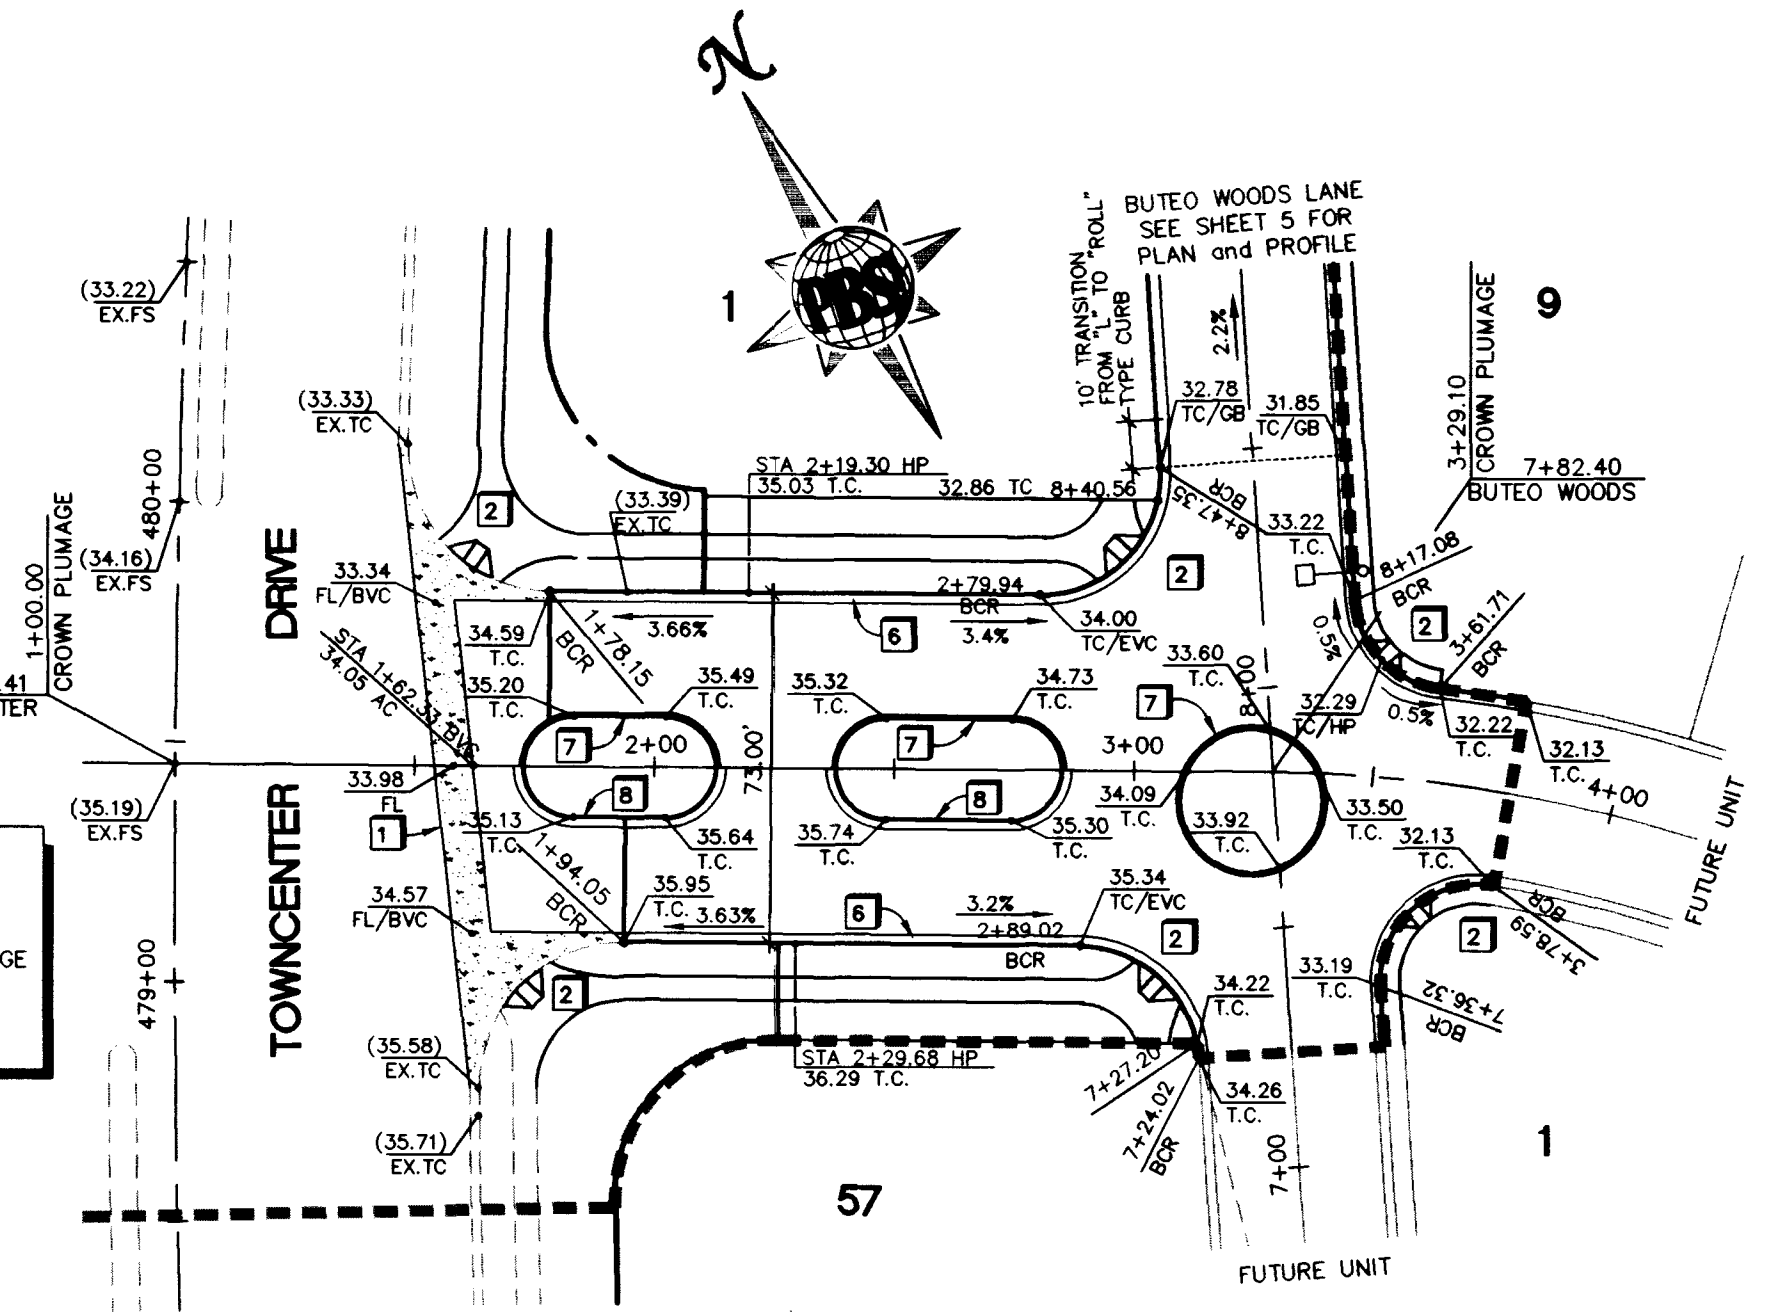 N
PBS
BUTEO WOODS LANE
SEE SHEET 5 FOR
PLAN and PROFILE
10' TRANSITION
FROM "L" TO "ROLL"
TYPE CURB
2.2%
1
9
(33.22)
EX.FS
(33.33)
EX.TC
32.78
TC/GB
31.85
TC/GB
3+29.10
CROWN PLUMAGE
7+82.40
BUTEO WOODS
480+00
(34.16)
EX.FS
1+00.00
CROWN PLUMAGE
.41
TER
(35.19)
EX.FS
GE
479+00
TOWNCENTER DRIVE
2
(33.39)
EX.TC
STA 2+19.30 HP
35.03 T.C.
32.86 TC
8+40.56
8+47.35
BCR
33.22
T.C.
8+17.08
BCR
2
2
3+61.71
BCR
33.34
FL/BVC
STA 1+62.33 BVC
34.05 AC
34.59
T.C.
1+78.15
BCR
3.66%
6
2+79.94
BCR
3.4%
34.00
TC/EVC
0.5%
0.5%
33.60
T.C.
8+00
32.29
TC/HP
32.22
T.C.
32.13
T.C.
35.20
T.C.
35.49
T.C.
35.32
T.C.
34.73
T.C.
7
7
7
2+00
73.00'
3+00
4+00
33.98
FL
1
8
8
35.13
T.C.
35.64
T.C.
35.74
T.C.
35.30
T.C.
34.09
T.C.
33.92
T.C.
33.50
T.C.
32.13
T.C.
FUTURE UNIT
1+94.05
BCR
34.57
FL/BVC
35.95
T.C.
3.63%
6
3.2%
2+89.02
BCR
35.34
TC/EVC
2
2
3+78.59
BCR
2
34.22
T.C.
33.19
T.C.
7+36.32
BCR
(35.58)
EX.TC
STA 2+29.68 HP
36.29 T.C.
7+27.20
7+24.02
BCR
34.26
T.C.
(35.71)
EX.TC
7+00
1
57
FUTURE UNIT